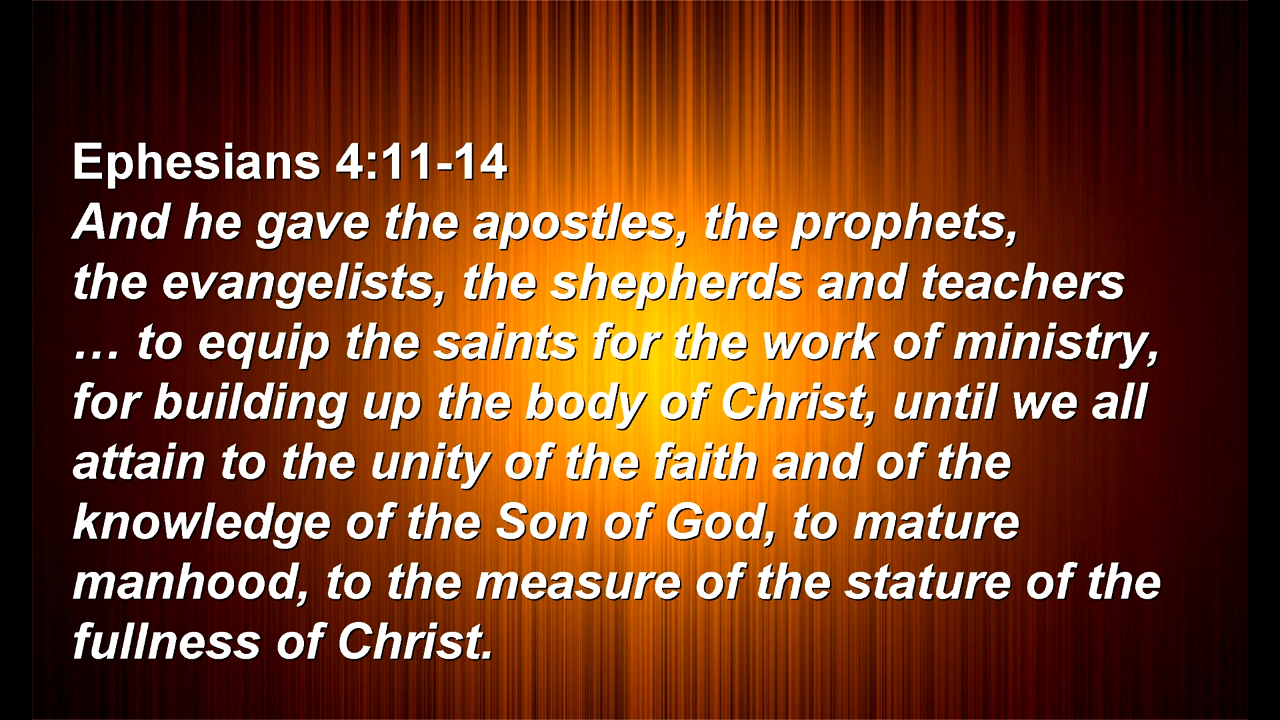 Ephesians 4:11-14
And he gave the apostles, the prophets,
the evangelists, the shepherds and teachers
… to equip the saints for the work of ministry,
for building up the body of Christ, until we all
attain to the unity of the faith and of the
knowledge of the Son of God, to mature
manhood, to the measure of the stature of the
fullness of Christ.